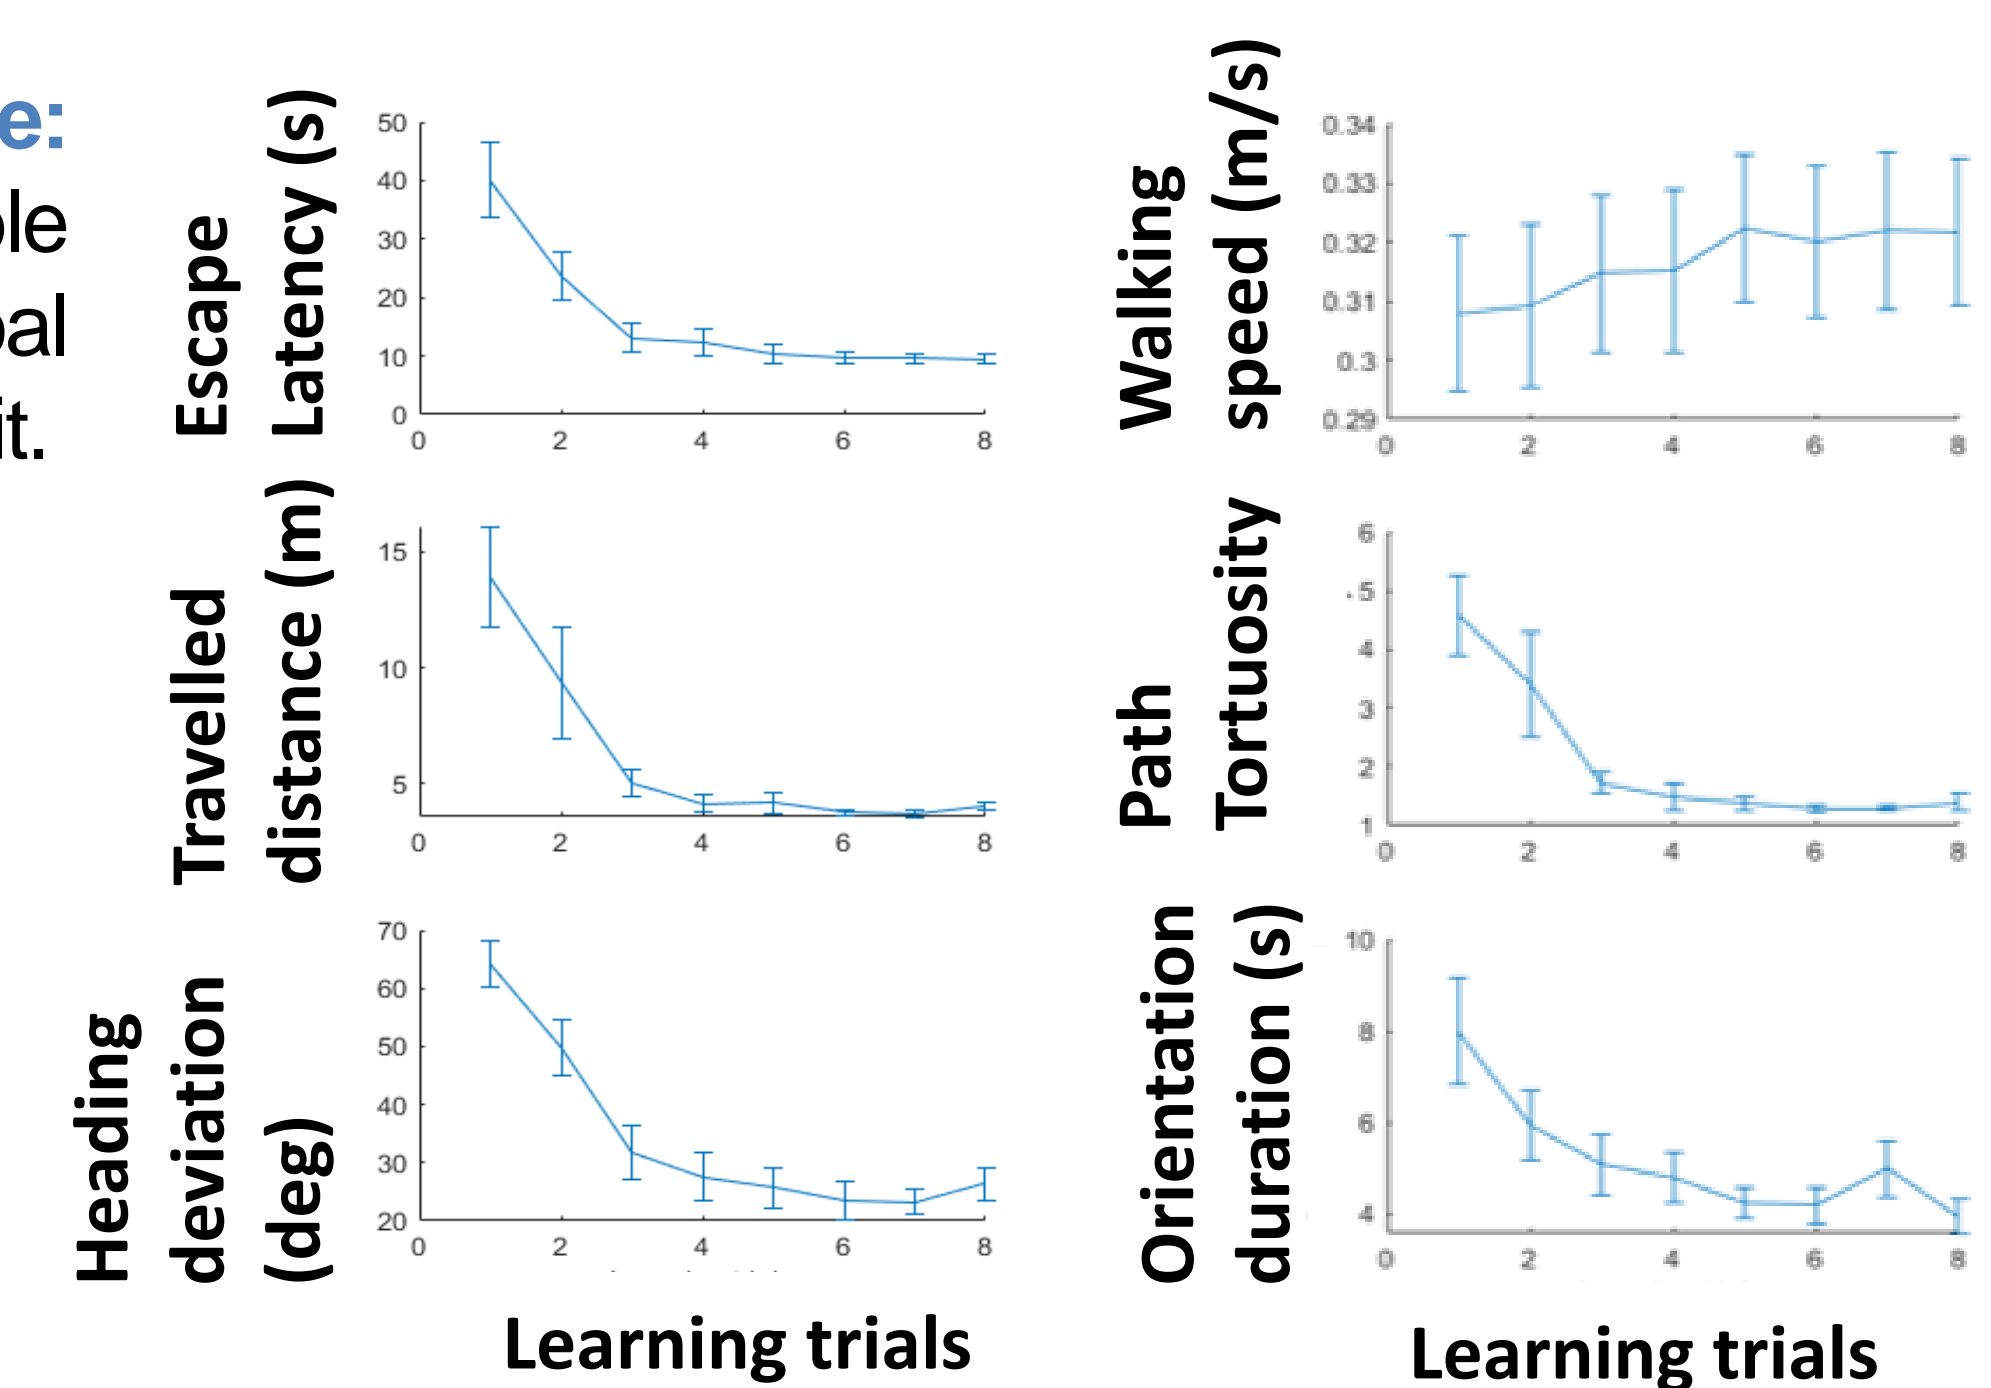 e:
ple
oal
it.
Escape
Latency (s)
50
40
30
20
10
0
0 2 4 6 8
Walking
speed (m/s)
0.34
0.33
0.32
0.31
0.3
0.29
0 2 4 6 8
Travelled
distance (m)
15
10
5
0 2 4 6 8
Path
Tortuosity
6
5
4
3
2
1
0 2 4 6 8
Heading
deviation
(deg)
70
60
50
40
30
20
0 2 4 6 8
Orientation
duration (s)
10
8
6
4
0 2 4 6 8
Learning trials
Learning trials